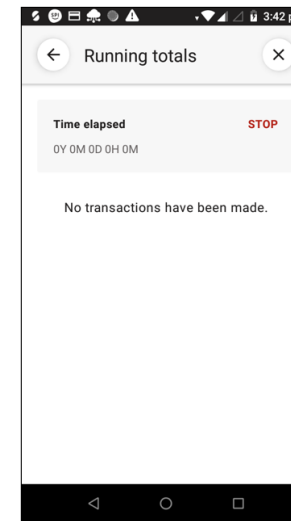 3:42 p
Running totals
Time elapsed STOP
0Y 0M 0D 0H 0M
No transactions have been made.